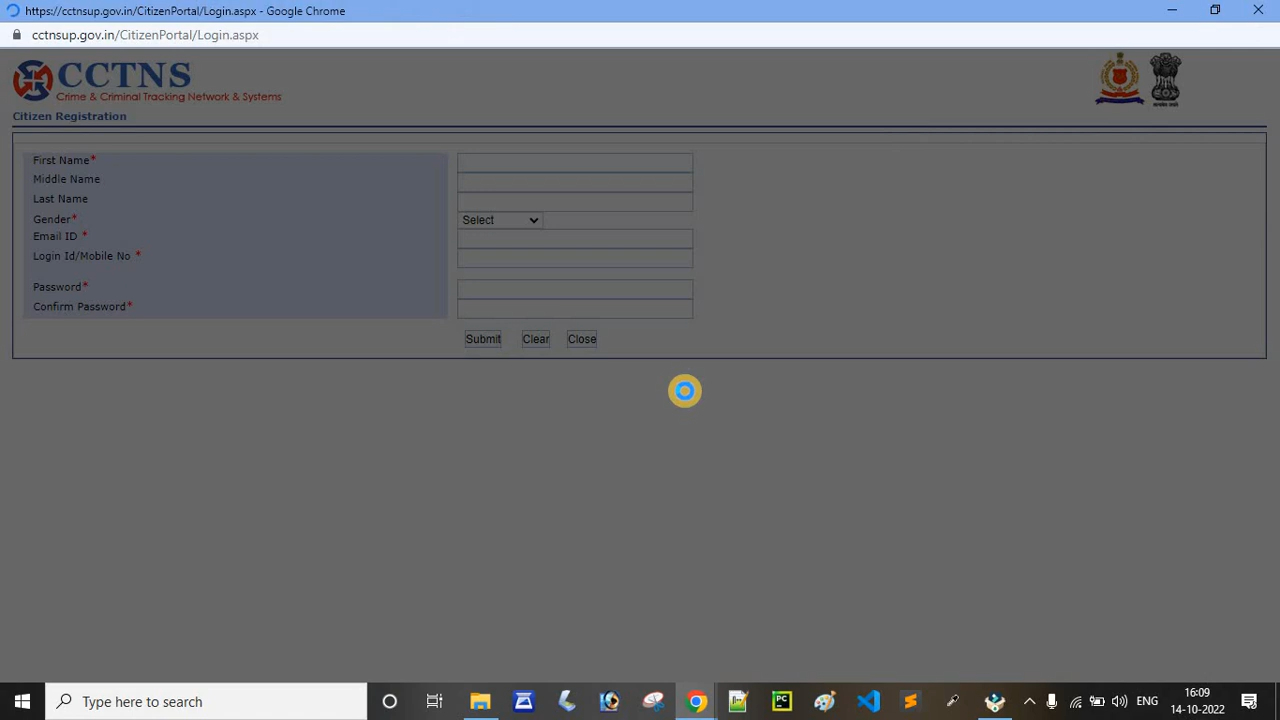 https://cctnsup.gov.in/CitizenPortal/Login.aspx - Google Chrome
cctnsup.gov.in/CitizenPortal/Login.aspx
CCTNS
Crime & Criminal Tracking Network & Systems
Citizen Registration
First Name*
Middle Name
Last Name
Gender* Select
Email ID *
Login Id/Mobile No *
Password*
Confirm Password*
Submit Clear Close
Type here to search
ENG
16:09
14-10-2022